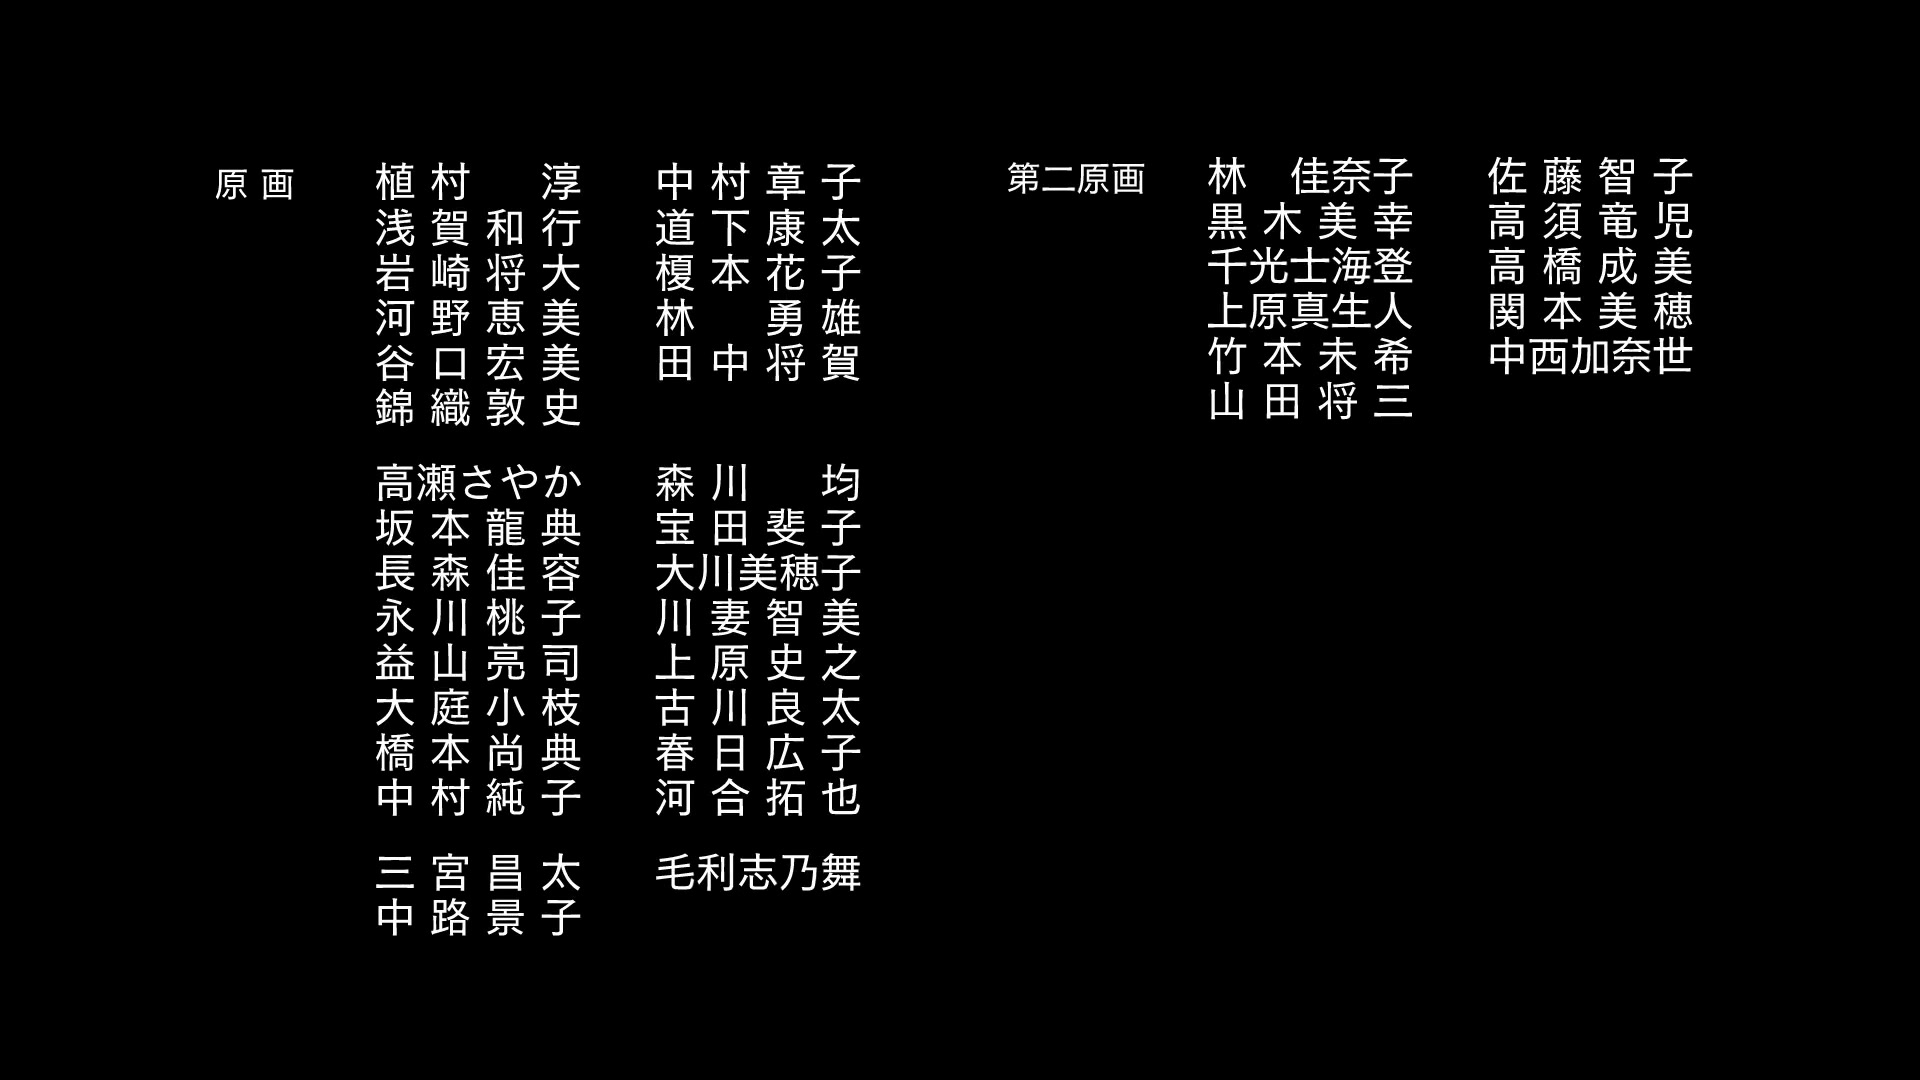 原画
植村 淳
浅賀和行
岩崎将大
河野恵美
谷口宏美
錦織敦史
高瀬さやか
坂本龍典
長森佳容
永川桃子
益山亮司
大庭小枝
橋本尚典
中村純子
三宮昌太
中路景子
中村章子
道下康太
榎本花子
林 勇雄
田中将賀
森川 均
宝田斐子
大川美穂子
川妻智美
上原史之
古川良太
春日広子
河合拓也
毛利志乃舞
第二原画
林 佳奈子
黒木美幸
千光士海登
上原真生人
竹本未希
山田将三
佐藤智子
高須竜児
高橋成美
関本美穂
中西加奈世